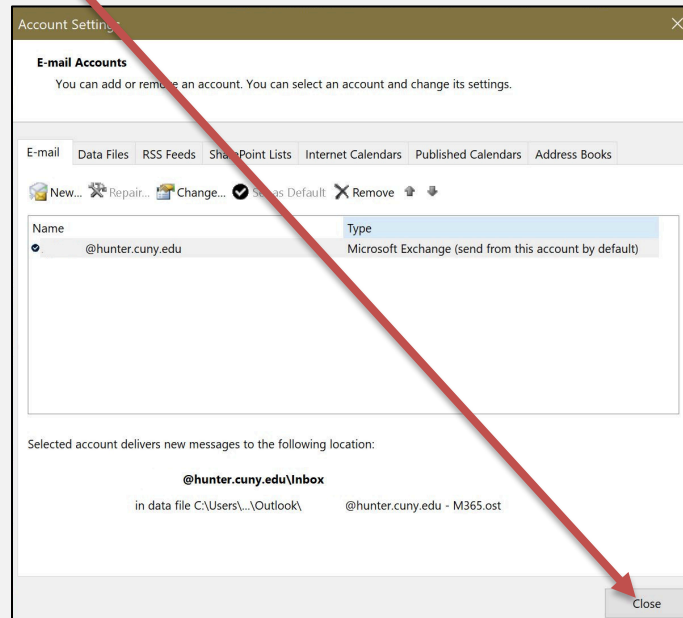 Account Settings
E-mail Accounts
You can add or remove an account. You can select an account and change its settings.
E-mail Data Files RSS Feeds SharePoint Lists Internet Calendars Published Calendars Address Books
New... Repair... Change... Set as Default Remove
Name Type
@hunter.cuny.edu Microsoft Exchange (send from this account by default)
Selected account delivers new messages to the following location:
@hunter.cuny.edu\Inbox
in data file C:\Users\...\Outlook\ @hunter.cuny.edu - M365.ost
Close